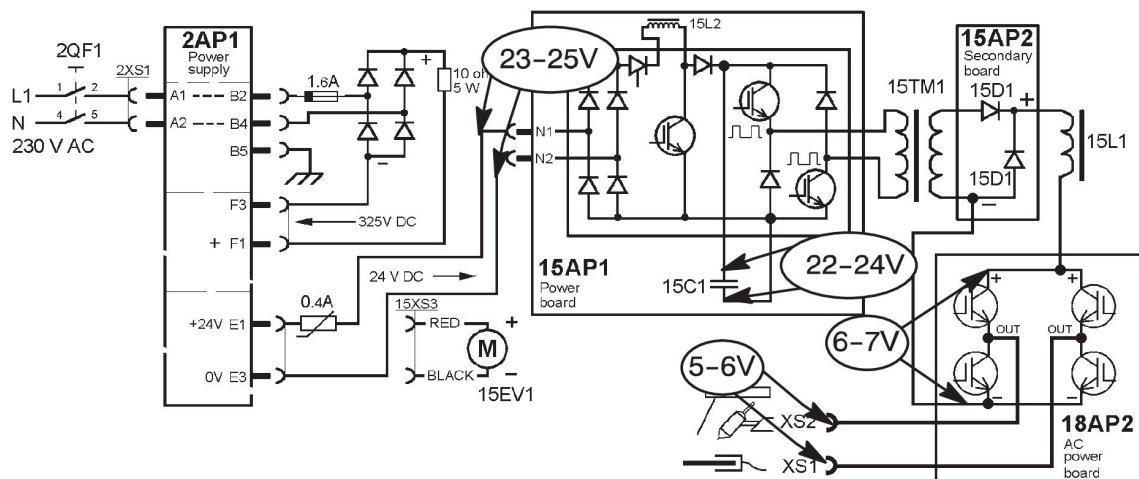 2QF1
2XS1
L1
1
2
N
4
5
230 V AC
2AP1
Power
supply
A1
B2
A2
B4
B5
F3
+ F1
+24V E1
0V E3
1.6A
+
10 oh
5 W
−
325V DC
24 V DC
0.4A
15XS3
RED
BLACK
M
+
−
15EV1
23-25V
N1
N2
15L2
15AP1
Power
board
15C1
22-24V
15TM1
15AP2
Secondary
board
15D1
+
15D1
−
15L1
6-7V
+
+
OUT
OUT
−
−
18AP2
AC
power
board
5-6V
XS2
XS1